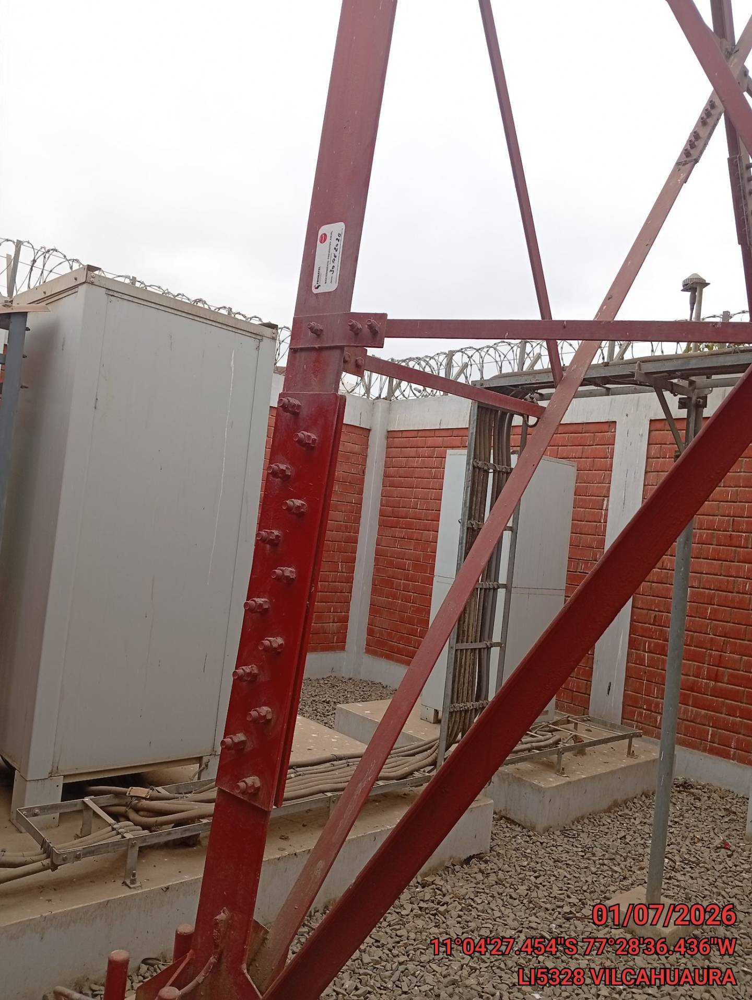 PRONATEL
MANTENIMIENTO PREVENTIVO ANUAL
30 06 2026
01/07/2026
11°04'27.454"S 77°28'36.436"W
LI5328 VILCAHUAURA